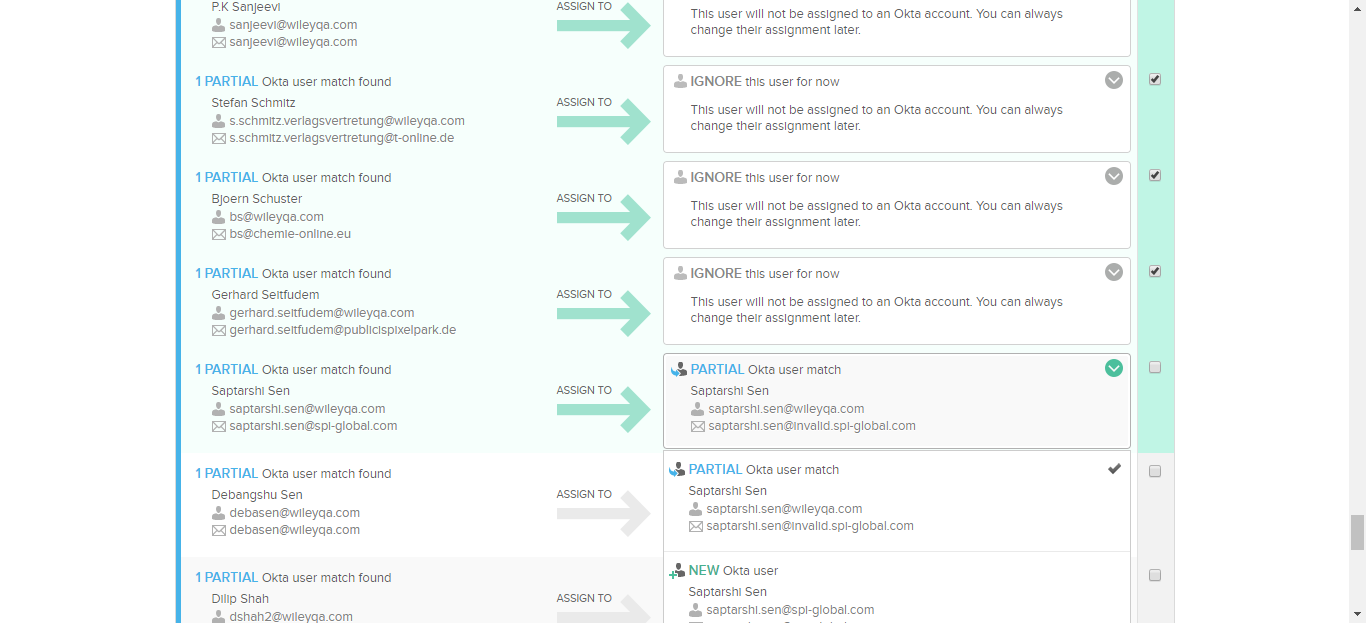 P.K Sanjeevi
sanjeevi@wileyqa.com
sanjeevi@wileyqa.com
ASSIGN TO
This user will not be assigned to an Okta account. You can always
change their assignment later.
1 PARTIAL Okta user match found
Stefan Schmitz
s.schmitz.verlagsvertretung@wileyqa.com
s.schmitz.verlagsvertretung@t-online.de
ASSIGN TO
IGNORE this user for now
This user will not be assigned to an Okta account. You can always
change their assignment later.
1 PARTIAL Okta user match found
Bjoern Schuster
bs@wileyqa.com
bs@chemie-online.eu
ASSIGN TO
IGNORE this user for now
This user will not be assigned to an Okta account. You can always
change their assignment later.
1 PARTIAL Okta user match found
Gerhard Seitfudem
gerhard.seitfudem@wileyqa.com
gerhard.seitfudem@publicispixelpark.de
ASSIGN TO
IGNORE this user for now
This user will not be assigned to an Okta account. You can always
change their assignment later.
1 PARTIAL Okta user match found
Saptarshi Sen
saptarshi.sen@wileyqa.com
saptarshi.sen@spi-global.com
ASSIGN TO
PARTIAL Okta user match
Saptarshi Sen
saptarshi.sen@wileyqa.com
saptarshi.sen@invalid.spi-global.com
1 PARTIAL Okta user match found
Debangshu Sen
debasen@wileyqa.com
debasen@wileyqa.com
ASSIGN TO
PARTIAL Okta user match
Saptarshi Sen
saptarshi.sen@wileyqa.com
saptarshi.sen@invalid.spi-global.com
1 PARTIAL Okta user match found
Dilip Shah
dshah2@wileyqa.com
ASSIGN TO
NEW Okta user
Saptarshi Sen
saptarshi.sen@spi-global.com